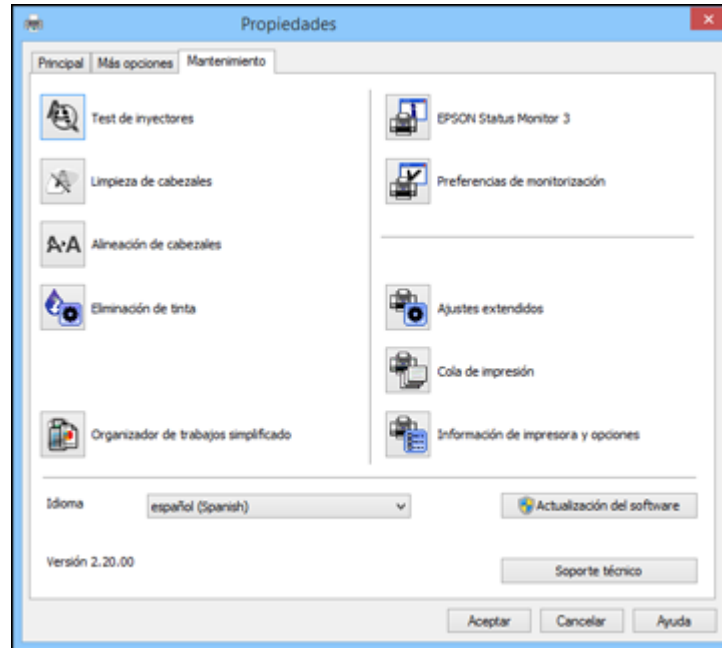 Propiedades
Principal
Más opciones
Mantenimiento
Test de inyectores
Limpieza de cabezales
A·A
Alineación de cabezales
Eliminación de tinta
Organizador de trabajos simplificado
EPSON Status Monitor 3
Preferencias de monitorización
Ajustes extendidos
Cola de impresión
Información de impresora y opciones
Idioma
español (Spanish)
Actualización del software
Versión 2.20.00
Soporte técnico
Aceptar
Cancelar
Ayuda